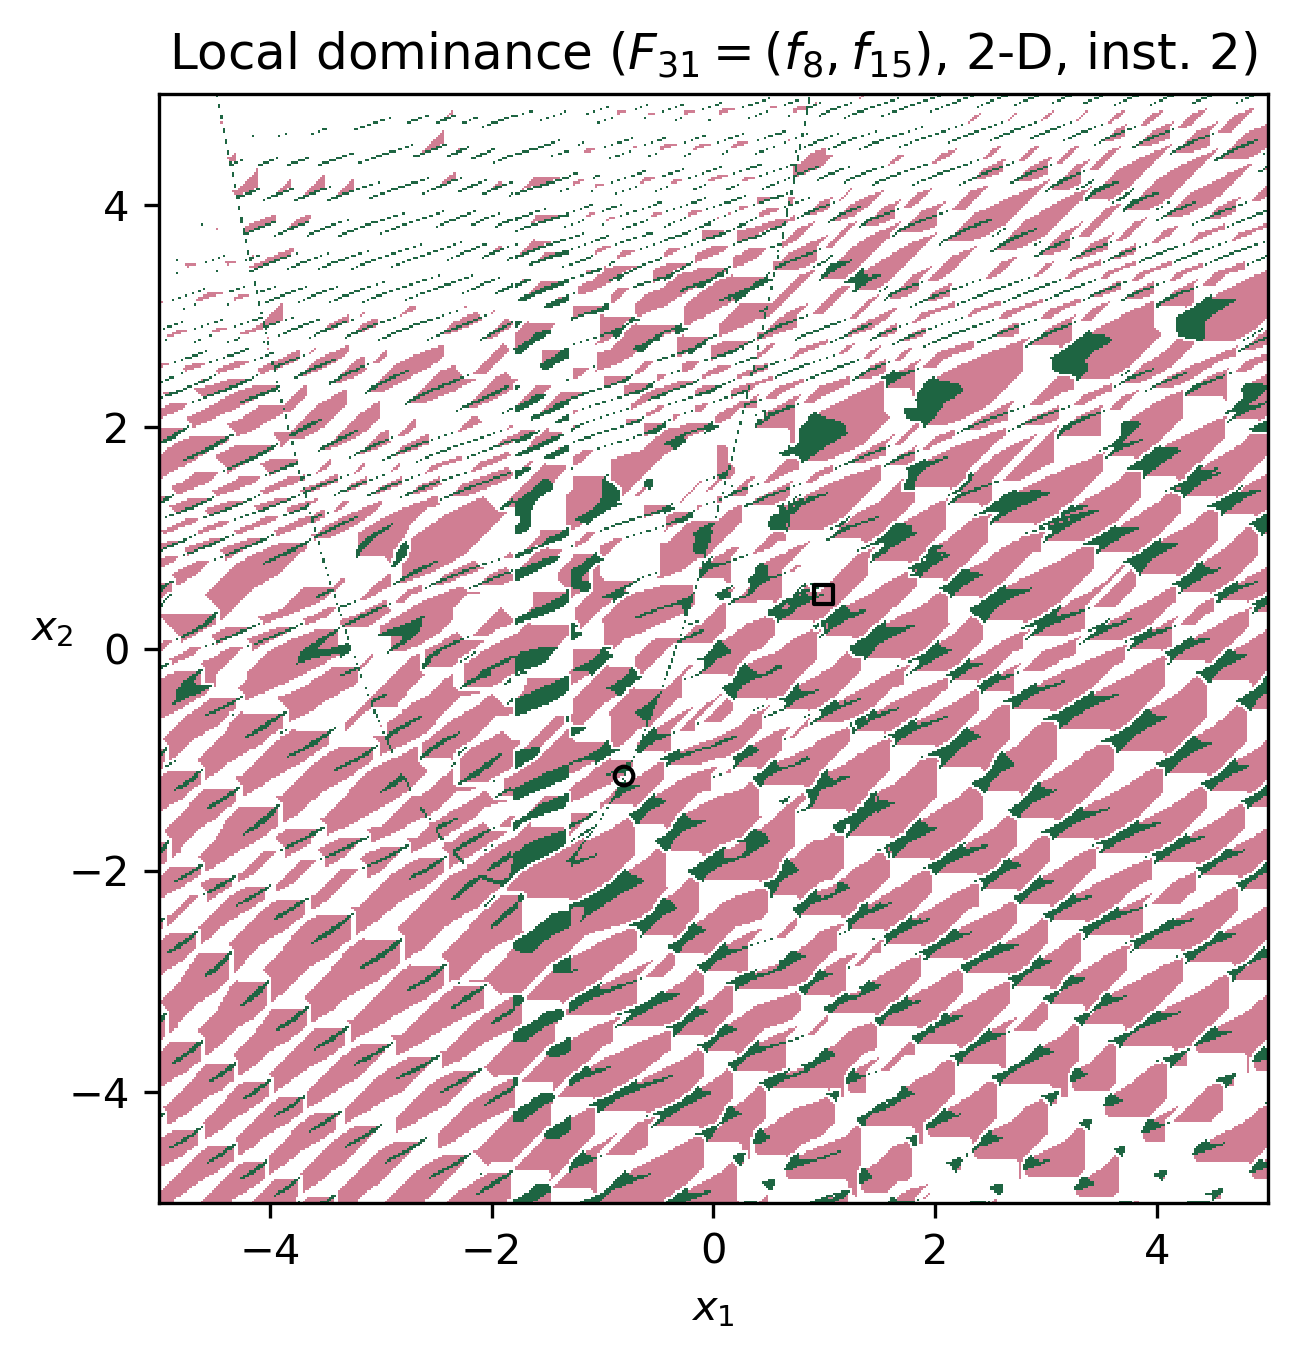 Local dominance (F₃₁ = (f₈, f₁₅), 2-D, inst. 2)
4
2
x₂
0
−2
−4
−4 −2 0 2 4
x₁